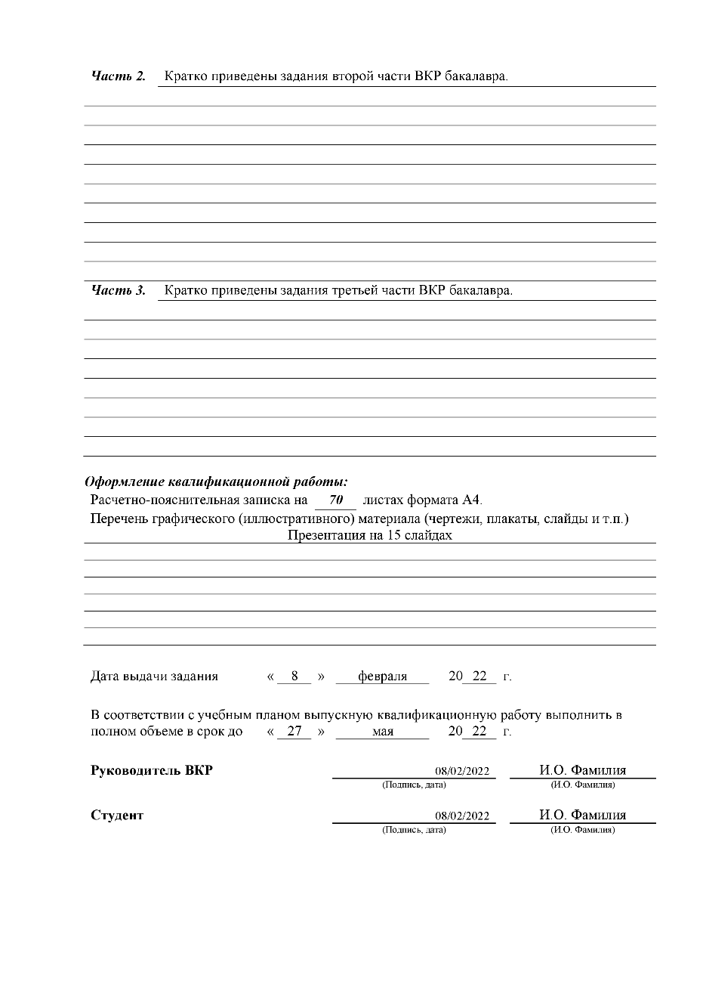 Часть 2. Кратко приведены задания второй части ВКР бакалавра.
Часть 3. Кратко приведены задания третьей части ВКР бакалавра.
Оформление квалификационной работы:
Расчетно-пояснительная записка на 70 листах формата А4.
Перечень графического (иллюстративного) материала (чертежи, плакаты, слайды и т.п.)
Презентация на 15 слайдах
Дата выдачи задания « 8 » февраля 20 22 г.
В соответствии с учебным планом выпускную квалификационную работу выполнить в
полном объеме в срок до « 27 » мая 20 22 г.
Руководитель ВКР 08/02/2022 И.О. Фамилия
(Подпись, дата) (И.О. Фамилия)
Студент 08/02/2022 И.О. Фамилия
(Подпись, дата) (И.О. Фамилия)